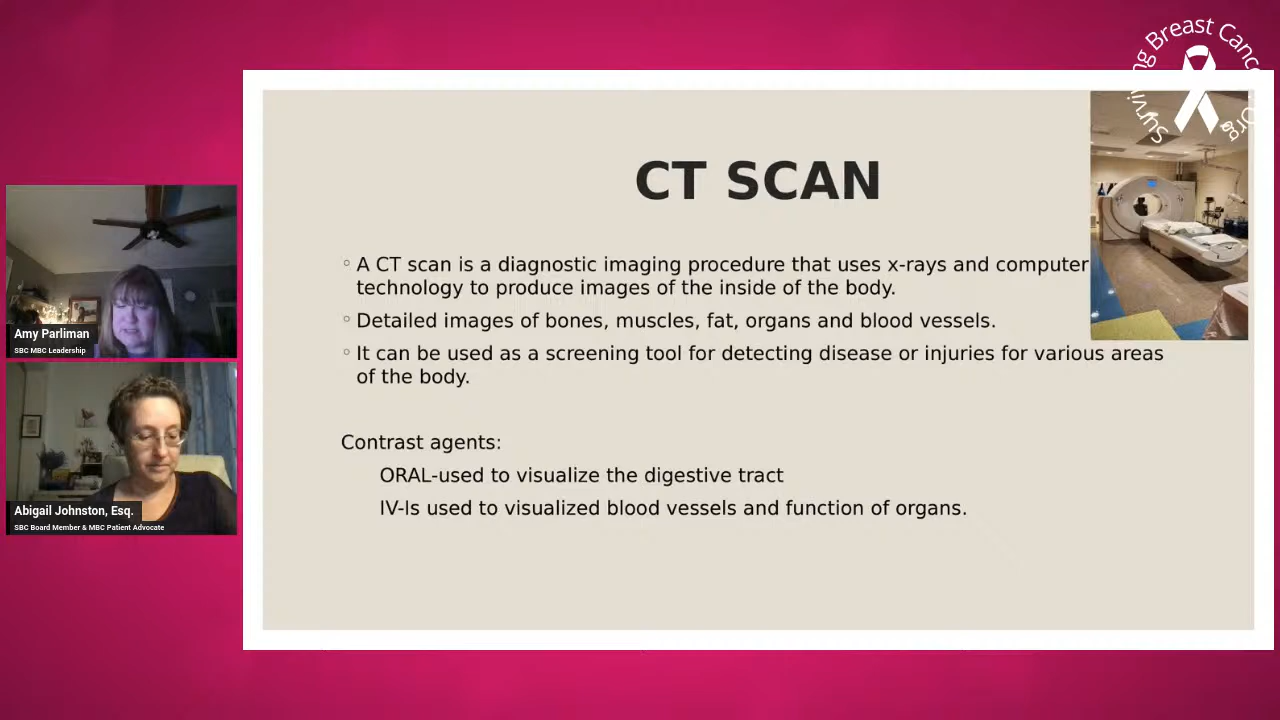 Surviving Breast Cancer.Org
CT SCAN
◦ A CT scan is a diagnostic imaging procedure that uses x-rays and computer
technology to produce images of the inside of the body.
◦ Detailed images of bones, muscles, fat, organs and blood vessels.
◦ It can be used as a screening tool for detecting disease or injuries for various areas
of the body.
Contrast agents:
ORAL-used to visualize the digestive tract
IV-Is used to visualized blood vessels and function of organs.
Amy Parliman
SBC MBC Leadership
Abigail Johnston, Esq.
SBC Board Member & MBC Patient Advocate